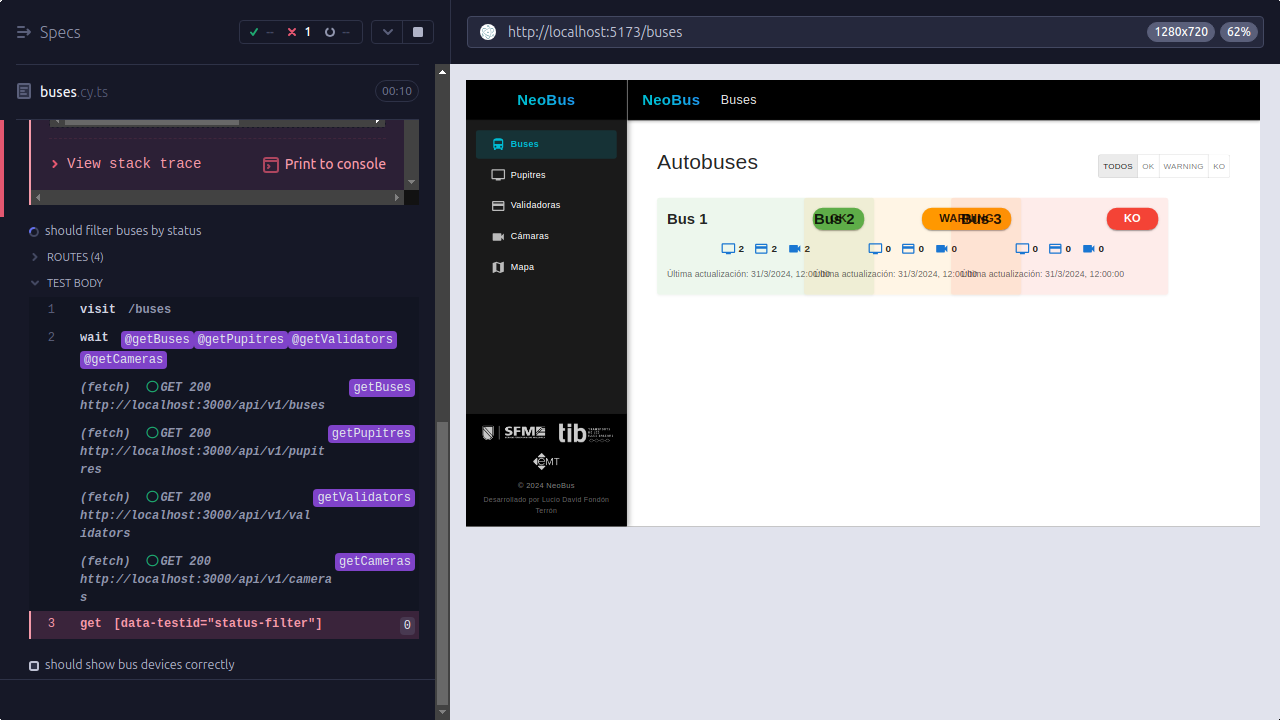 Specs
-- 1 --
http://localhost:5173/buses
1280x720
62%
buses.cy.ts
00:10
View stack trace
Print to console
should filter buses by status
ROUTES (4)
TEST BODY
1 visit /buses
2 wait @getBuses @getPupitres @getValidators
@getCameras
(fetch) GET 200 getBuses
http://localhost:3000/api/v1/buses
(fetch) GET 200 getPupitres
http://localhost:3000/api/v1/pupit
res
(fetch) GET 200 getValidators
http://localhost:3000/api/v1/val
idators
(fetch) GET 200 getCameras
http://localhost:3000/api/v1/camera
s
3 get [data-testid="status-filter"] 0
should show bus devices correctly
NeoBus
NeoBus
Buses
Buses
Pupitres
Validadoras
Cámaras
Mapa
SFM
tib
EMT
© 2024 NeoBus
Desarrollado por Lucio David Fondón
Terrón
Autobuses
TODOS OK WARNING KO
Bus 1
OK
2 2 2
Última actualización: 31/3/2024, 12:00:00
Bus 2
WARNING
0 0 0
Última actualización: 31/3/2024, 12:00:00
Bus 3
KO
0 0 0
Última actualización: 31/3/2024, 12:00:00